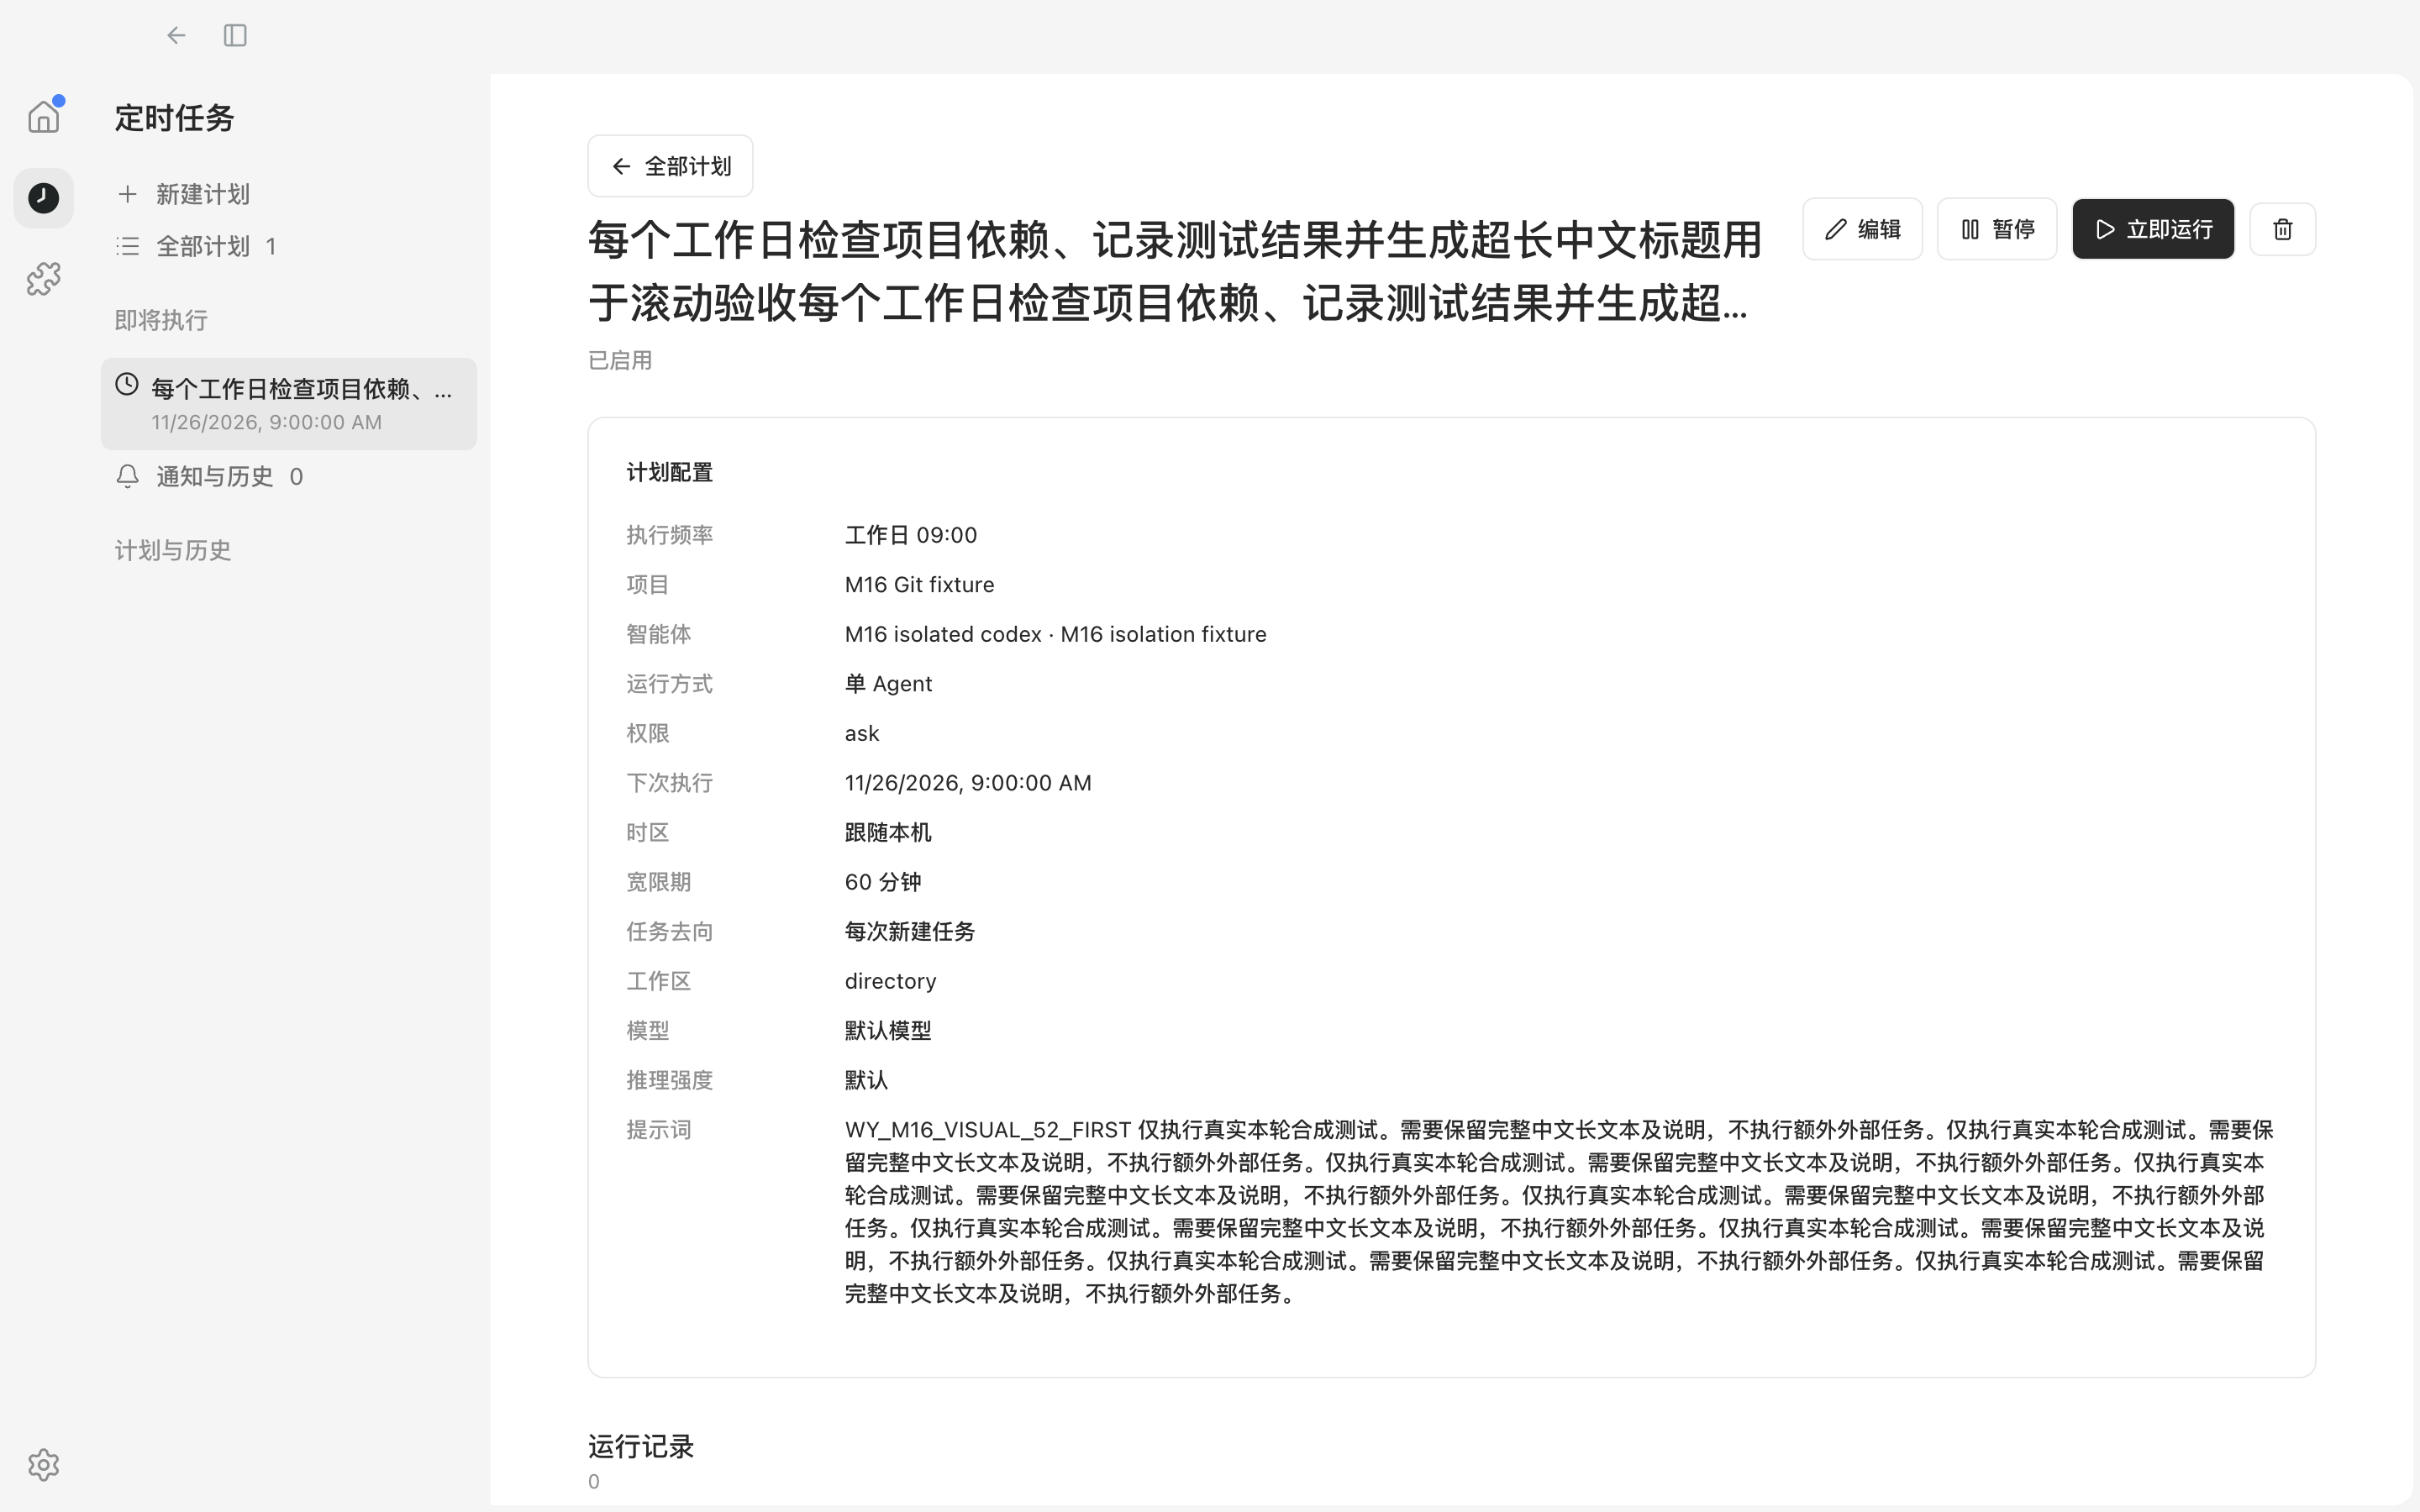 定时任务
新建计划
全部计划 1
即将执行
每个工作日检查项目依赖、...
11/26/2026, 9:00:00 AM
通知与历史 0
计划与历史
全部计划
每个工作日检查项目依赖、记录测试结果并生成超长中文标题用
于滚动验收每个工作日检查项目依赖、记录测试结果并生成超...
已启用
编辑
暂停
立即运行
计划配置
执行频率 工作日 09:00
项目 M16 Git fixture
智能体 M16 isolated codex · M16 isolation fixture
运行方式 单 Agent
权限 ask
下次执行 11/26/2026, 9:00:00 AM
时区 跟随本机
宽限期 60 分钟
任务去向 每次新建任务
工作区 directory
模型 默认模型
推理强度 默认
提示词 WY_M16_VISUAL_52_FIRST 仅执行真实本轮合成测试。需要保留完整中文长文本及说明，不执行额外外部任务。仅执行真实本轮合成测试。需要保
留完整中文长文本及说明，不执行额外外部任务。仅执行真实本轮合成测试。需要保留完整中文长文本及说明，不执行额外外部任务。仅执行真实本
轮合成测试。需要保留完整中文长文本及说明，不执行额外外部任务。仅执行真实本轮合成测试。需要保留完整中文长文本及说明，不执行额外外部
任务。仅执行真实本轮合成测试。需要保留完整中文长文本及说明，不执行额外外部任务。仅执行真实本轮合成测试。需要保留完整中文长文本及说
明，不执行额外外部任务。仅执行真实本轮合成测试。需要保留完整中文长文本及说明，不执行额外外部任务。仅执行真实本轮合成测试。需要保留
完整中文长文本及说明，不执行额外外部任务。
运行记录
0